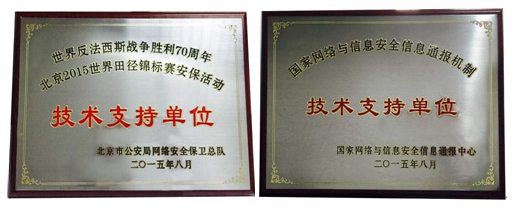 世界反法西斯战争胜利70周年
北京2015世界田径锦标赛安保活动
技术支持单位
北京市公安局网络安全保卫总队
二〇一五年八月
国家网络与信息安全信息通报机制
技术支持单位
国家网络与信息安全信息通报中心
二〇一五年八月